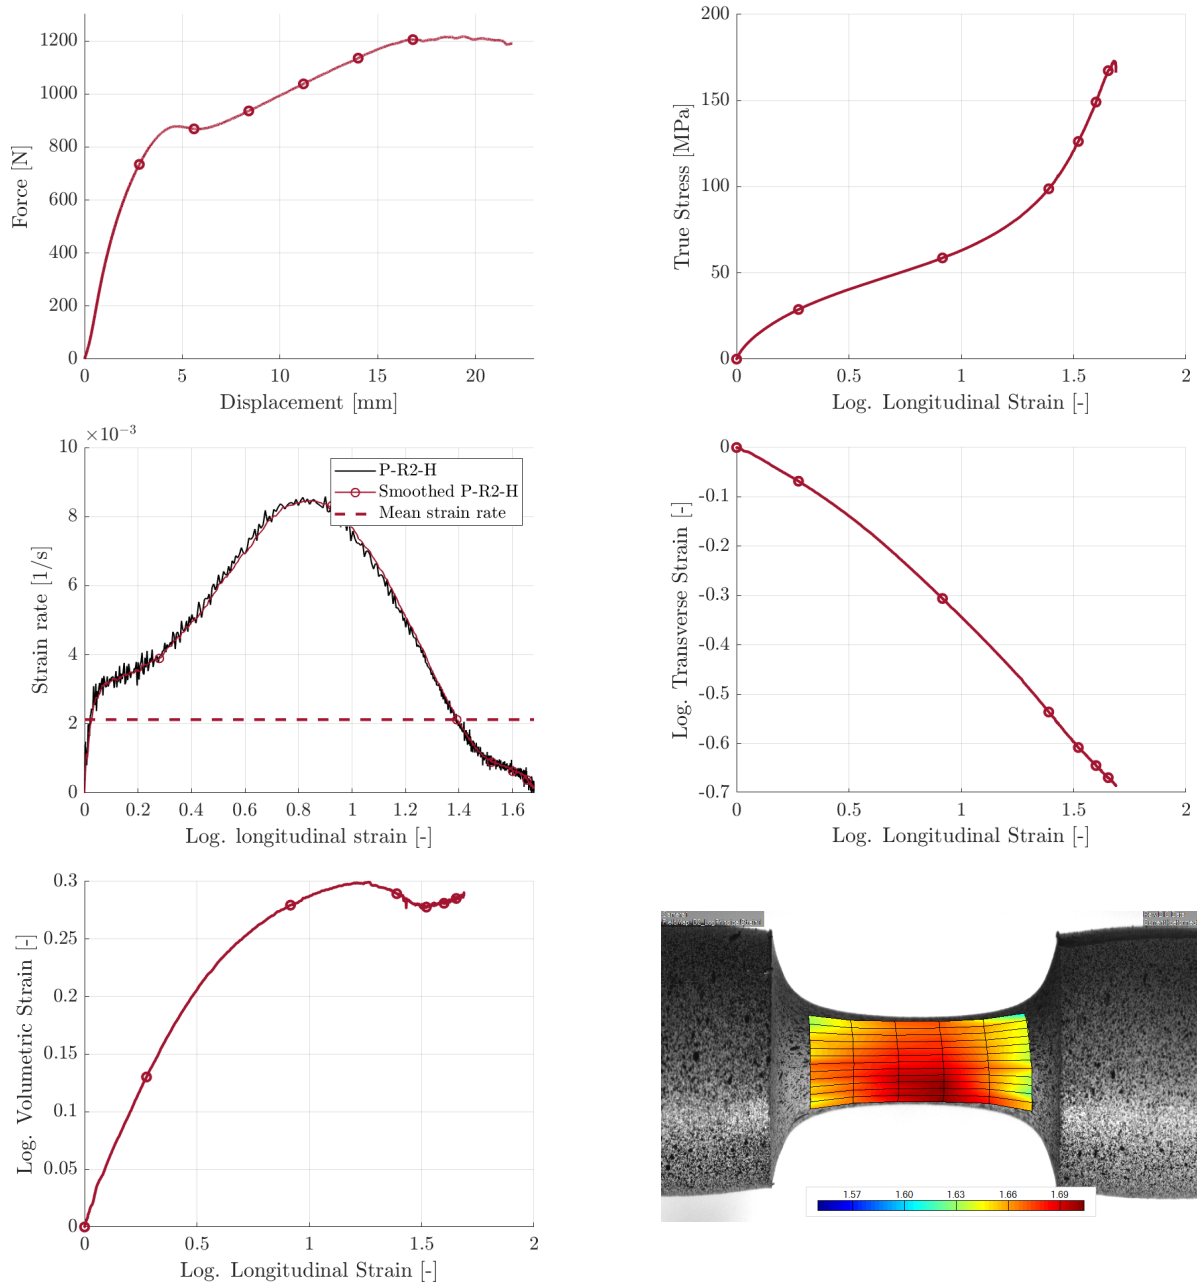 1200
1000
800
600
400
200
0
Force [N]
0 5 10 15 20
Displacement [mm]
200
150
100
50
0
True Stress [MPa]
0 0.5 1 1.5 2
Log. Longitudinal Strain [-]
×10⁻³
10
8
6
4
2
0
Strain rate [1/s]
P-R2-H
Smoothed P-R2-H
Mean strain rate
0 0.2 0.4 0.6 0.8 1 1.2 1.4 1.6
Log. longitudinal strain [-]
0
-0.1
-0.2
-0.3
-0.4
-0.5
-0.6
-0.7
Log. Transverse Strain [-]
0 0.5 1 1.5 2
Log. Longitudinal Strain [-]
0.3
0.25
0.2
0.15
0.1
0.05
0
Log. Volumetric Strain [-]
0 0.5 1 1.5 2
Log. Longitudinal Strain [-]
1.57 1.60 1.63 1.66 1.69